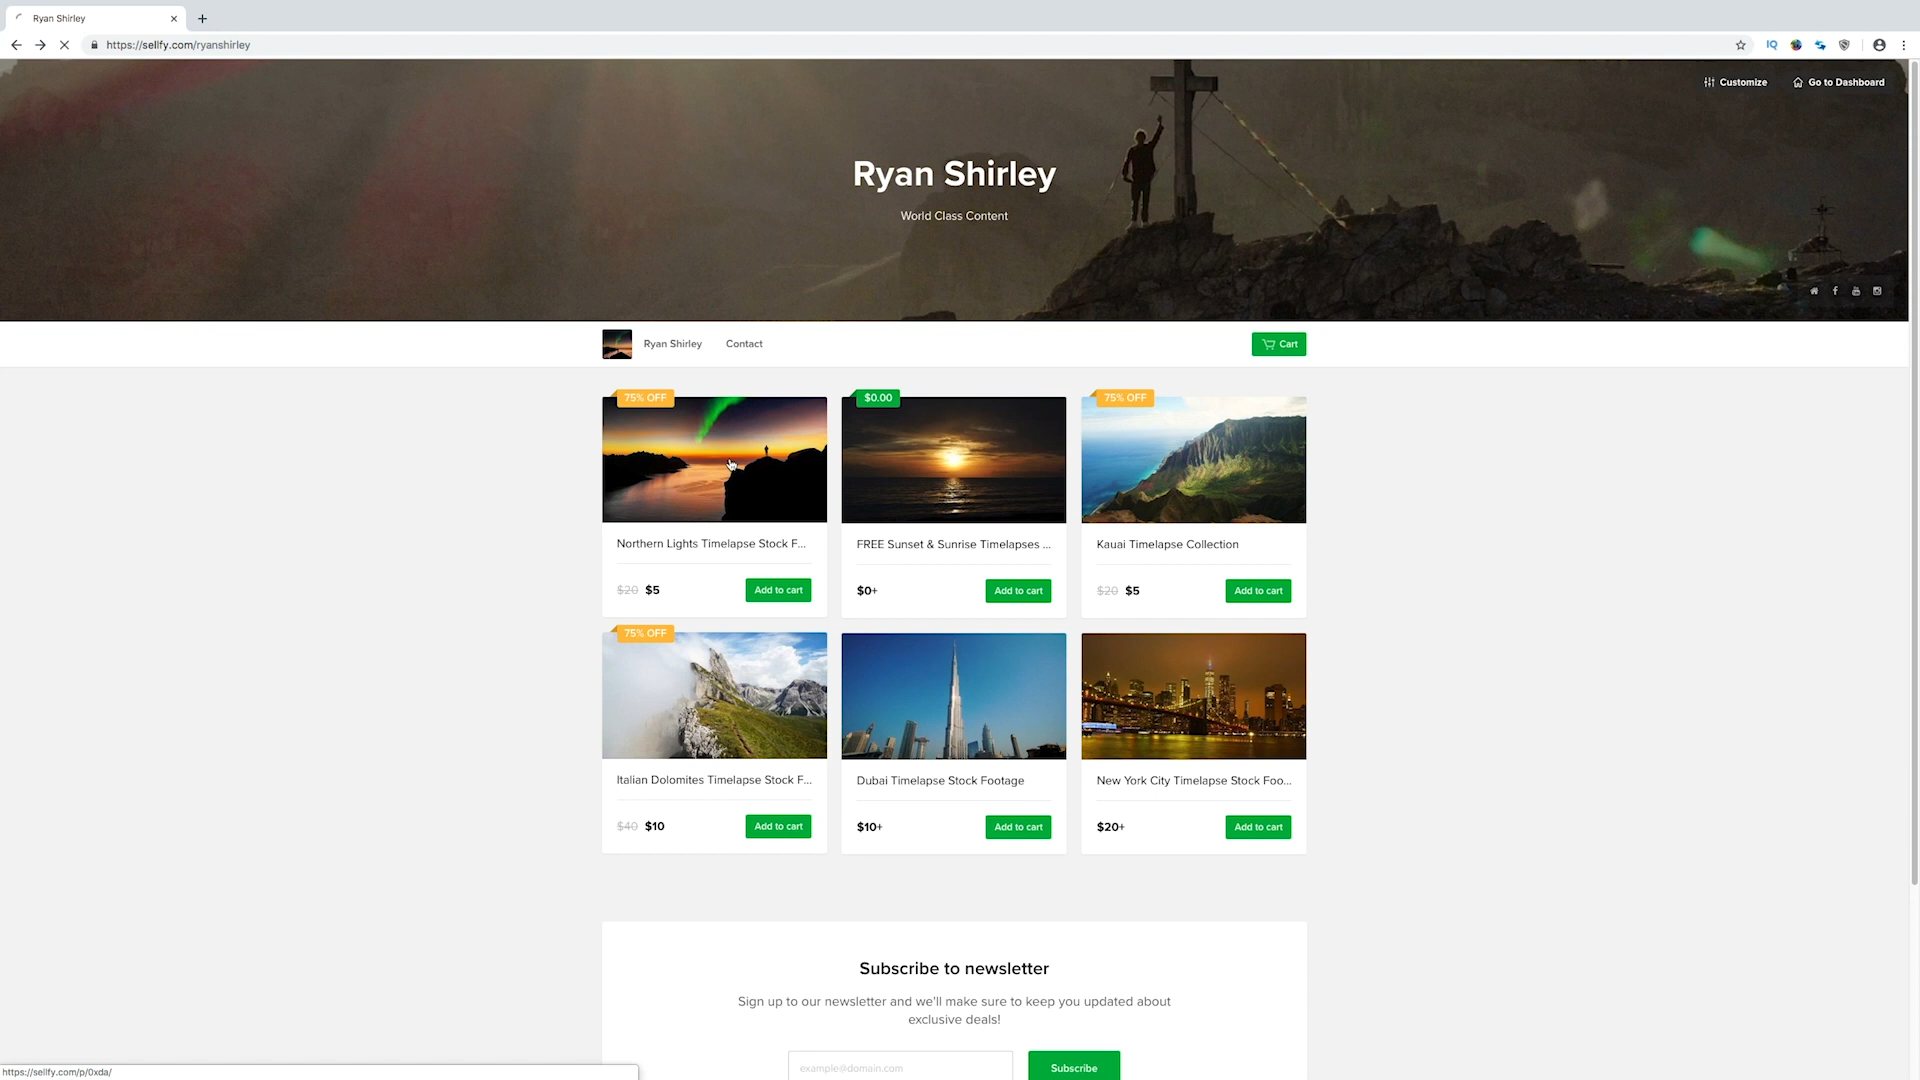 Ryan Shirley
https://sellfy.com/ryanshirley
IQ
Customize
Go to Dashboard
Ryan Shirley
World Class Content
Ryan Shirley
Contact
Cart
75% OFF
$0.00
75% OFF
Northern Lights Timelapse Stock F...
FREE Sunset & Sunrise Timelapses ...
Kauai Timelapse Collection
$20 $5
Add to cart
$0+
Add to cart
$20 $5
Add to cart
75% OFF
Italian Dolomites Timelapse Stock F...
Dubai Timelapse Stock Footage
New York City Timelapse Stock Foo...
$40 $10
Add to cart
$10+
Add to cart
$20+
Add to cart
Subscribe to newsletter
Sign up to our newsletter and we'll make sure to keep you updated about
exclusive deals!
example@domain.com
Subscribe
https://sellfy.com/p/0xda/